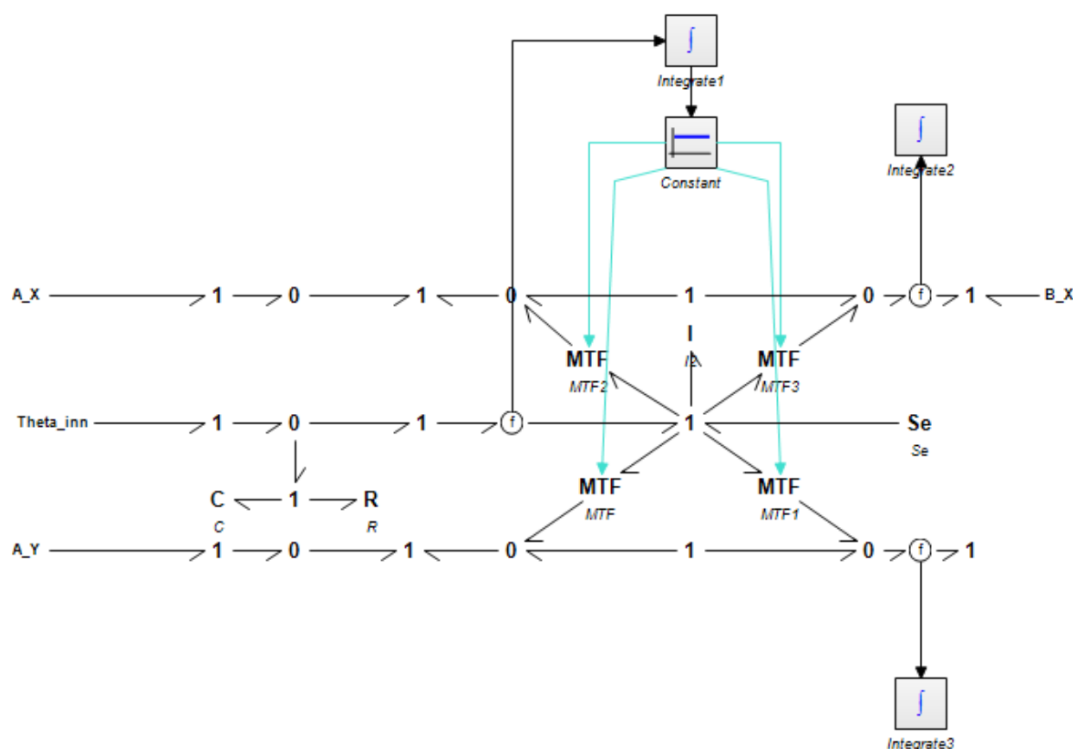 ∫
Integrate1
∫
Integrate2
Constant
A_X 1 0 1 0 1 0 f 1 B_X
I
MTF MTF
MTF2 MTF3
Theta_inn 1 0 1 f 1 Se
Se
MTF MTF
MTF MTF1
C 1 R
C R
A_Y 1 0 1 0 1 0 f 1
∫
Integrate3